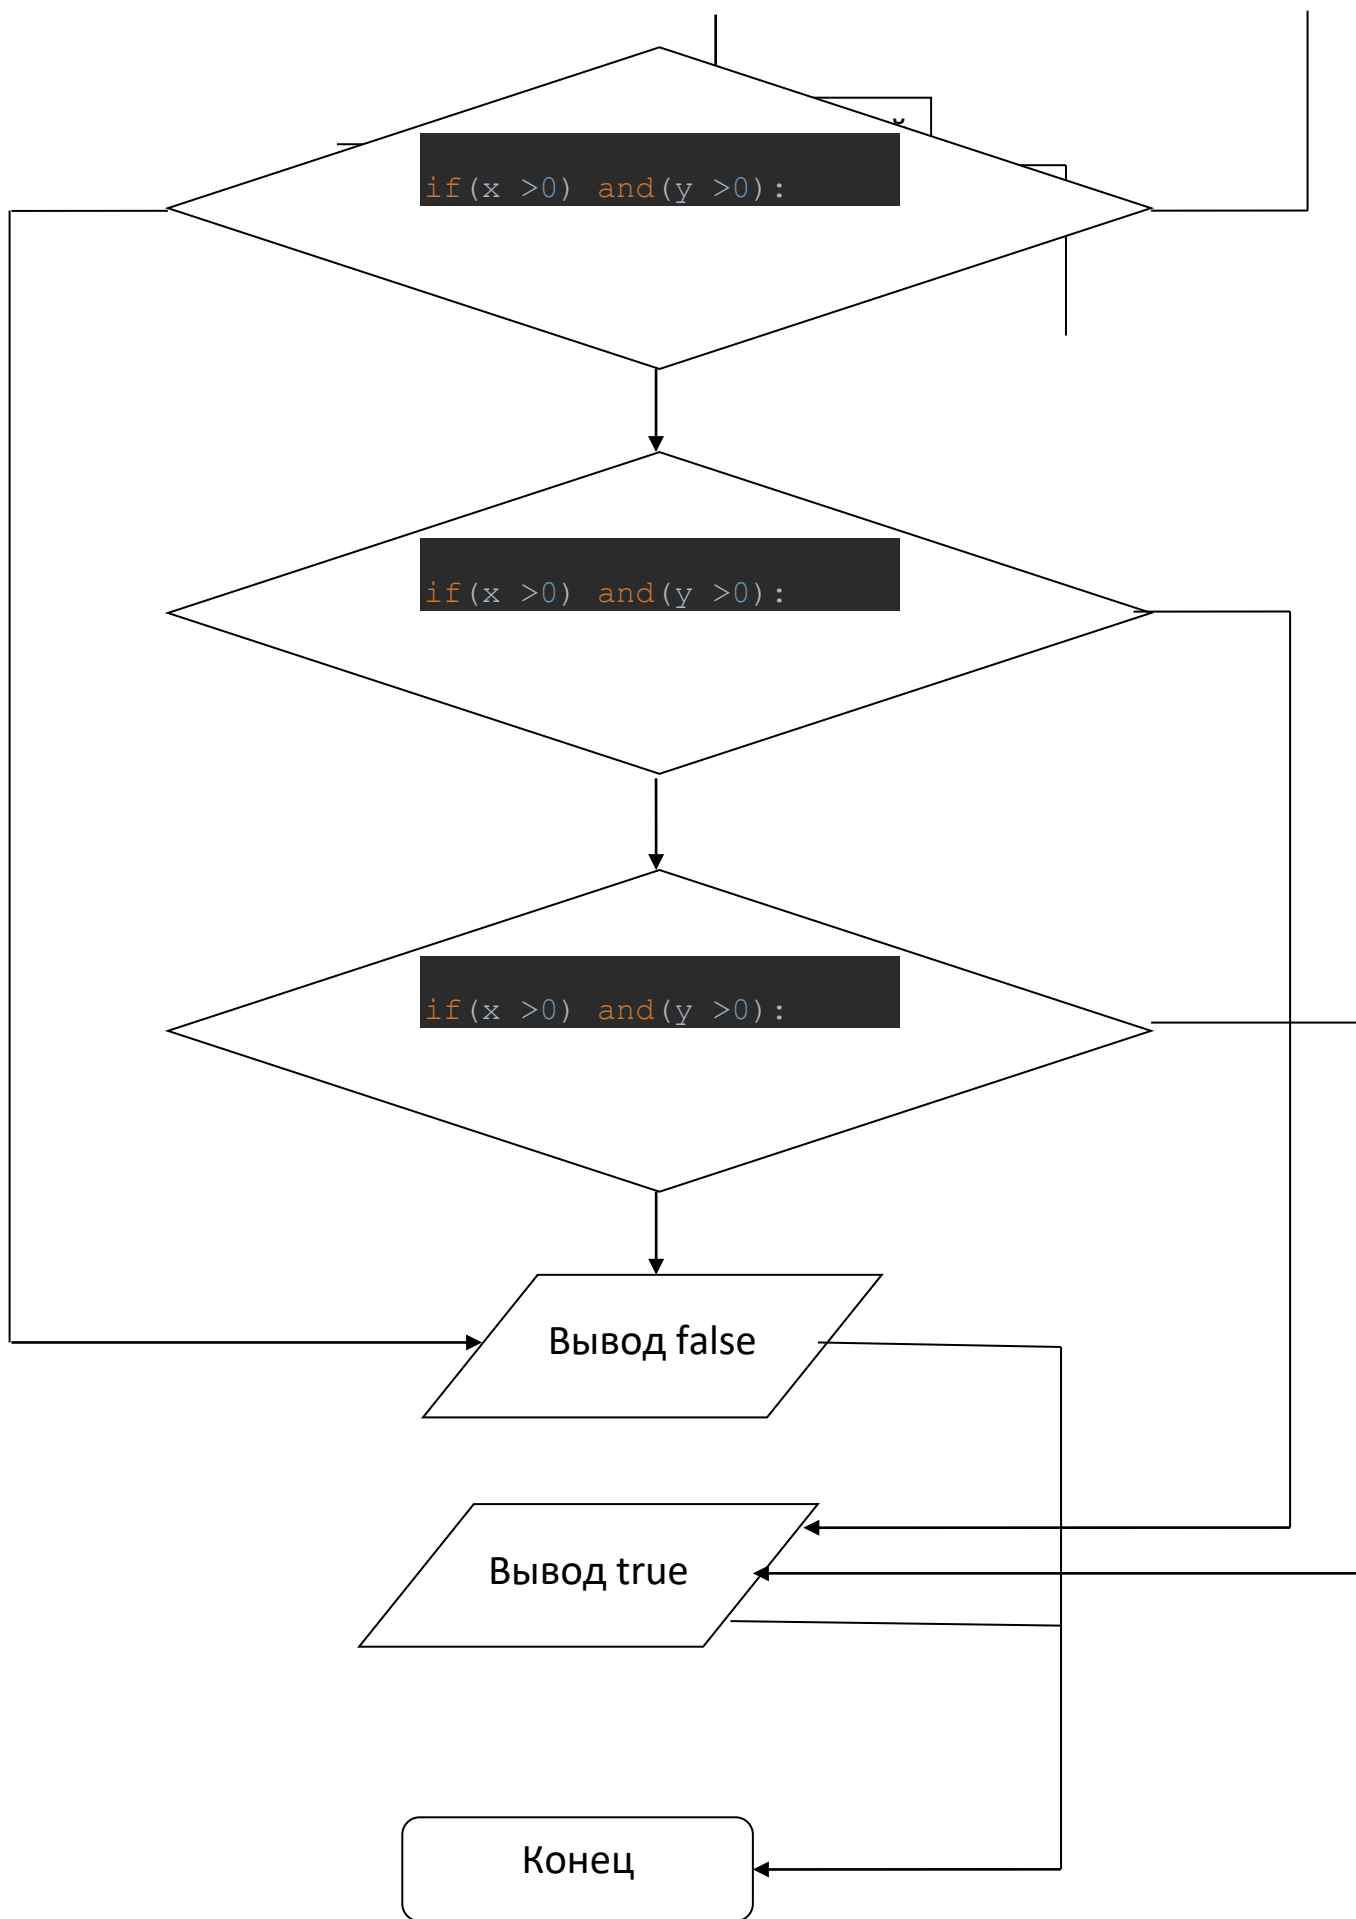 if(x >0) and(y >0):
if(x >0) and(y >0):
if(x >0) and(y >0):
Вывод false
Вывод true
Конец